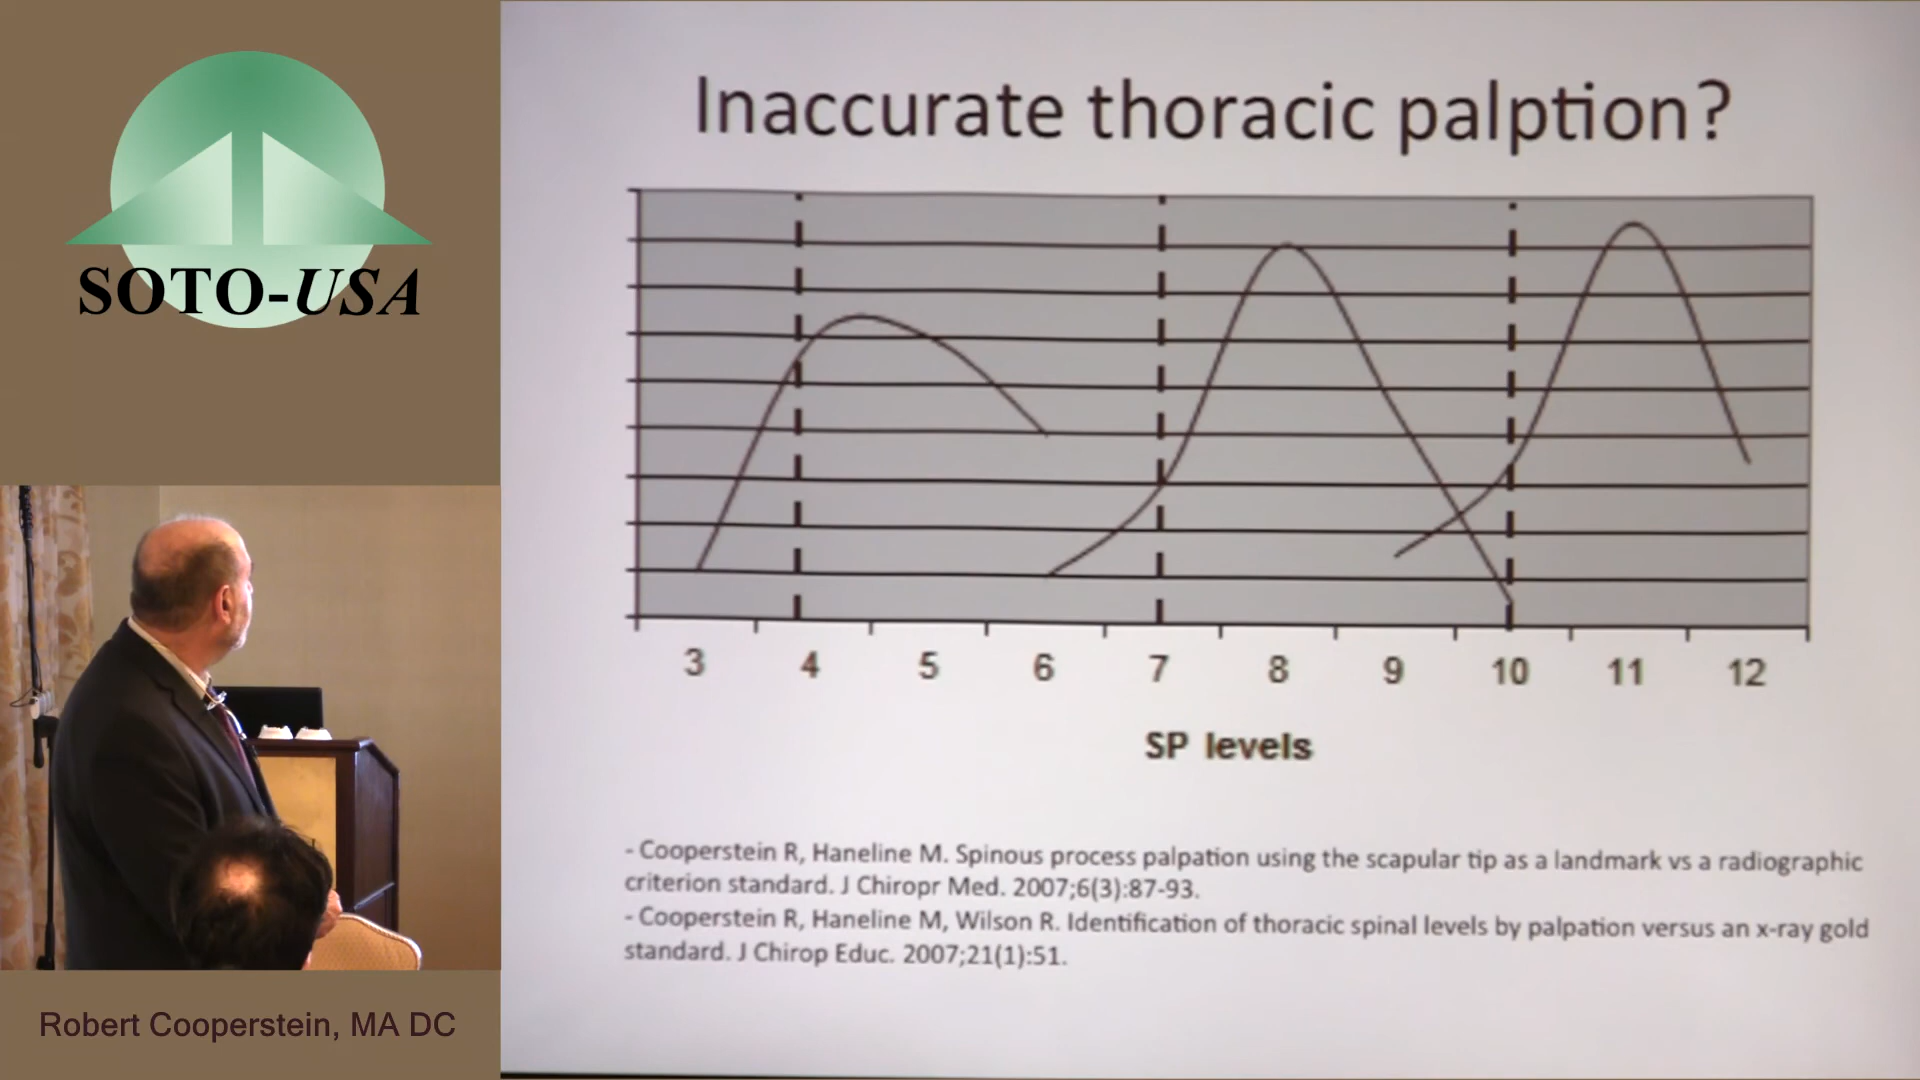 SOTO-USA
Robert Cooperstein, MA DC
Inaccurate thoracic palption?
3 4 5 6 7 8 9 10 11 12
SP levels
- Cooperstein R, Haneline M. Spinous process palpation using the scapular tip as a landmark vs a radiographic
criterion standard. J Chiropr Med. 2007;6(3):87-93.
- Cooperstein R, Haneline M, Wilson R. Identification of thoracic spinal levels by palpation versus an x-ray gold
standard. J Chirop Educ. 2007;21(1):51.